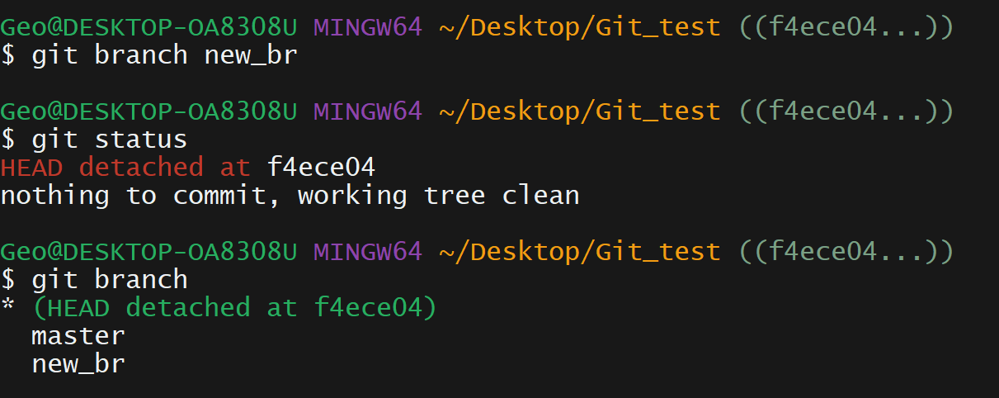 Geo@DESKTOP-OA8308U MINGW64 ~/Desktop/Git_test ((f4ece04...))
$ git branch new_br
Geo@DESKTOP-OA8308U MINGW64 ~/Desktop/Git_test ((f4ece04...))
$ git status
HEAD detached at f4ece04
nothing to commit, working tree clean
Geo@DESKTOP-OA8308U MINGW64 ~/Desktop/Git_test ((f4ece04...))
$ git branch
* (HEAD detached at f4ece04)
  master
  new_br